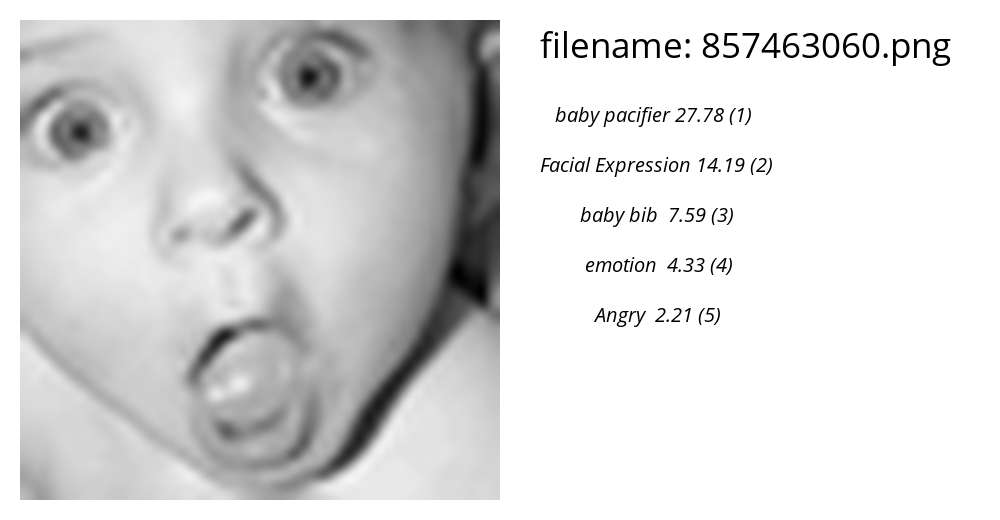 filename: 857463060.png
baby pacifier 27.78 (1)
Facial Expression 14.19 (2)
baby bib 7.59 (3)
emotion 4.33 (4)
Angry 2.21 (5)